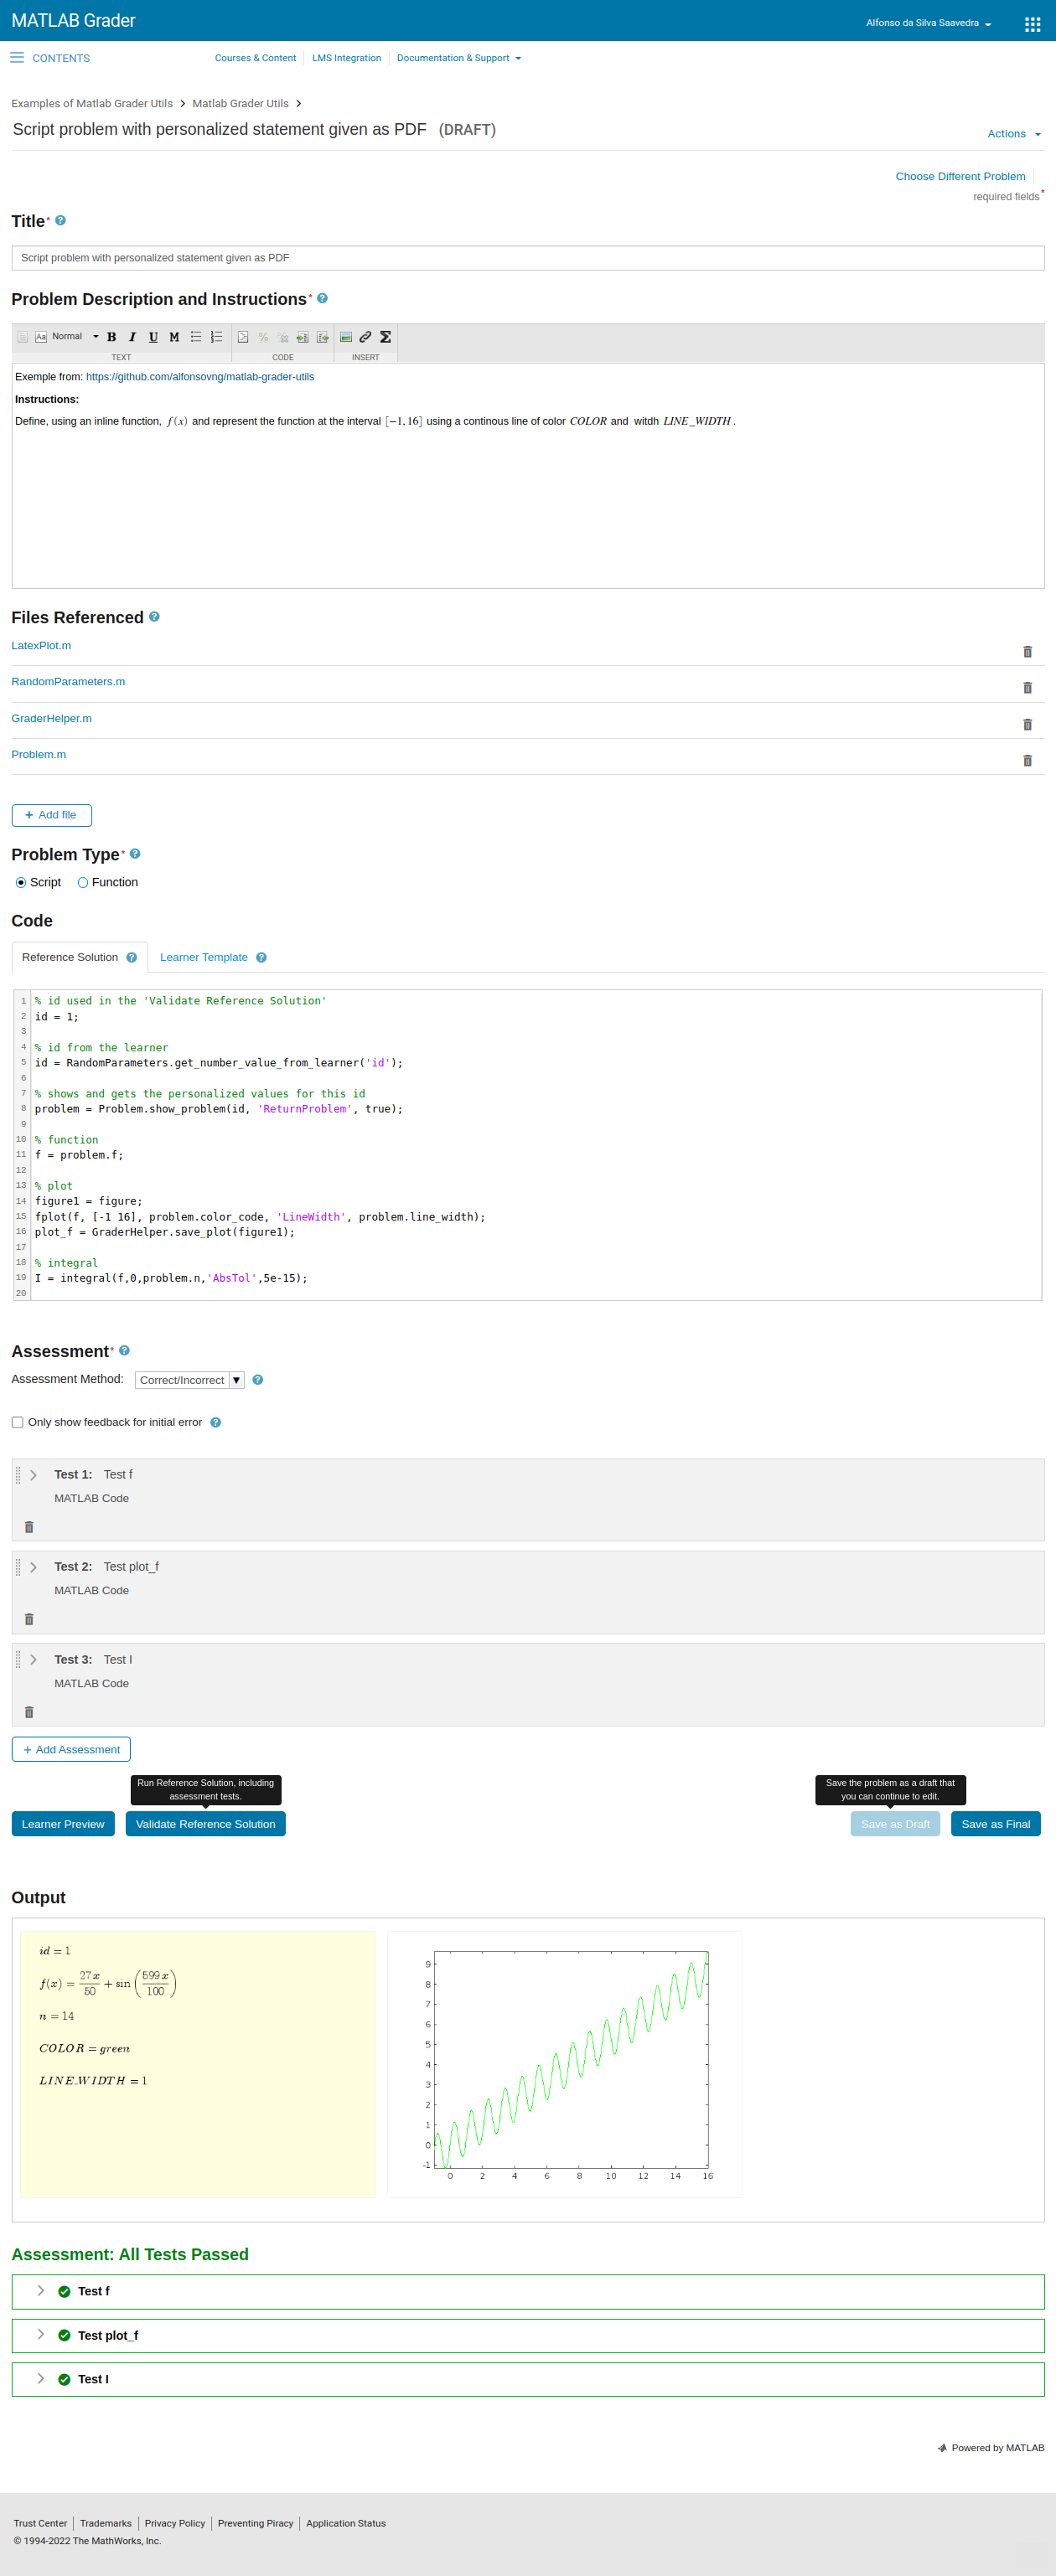 MATLAB Grader
Alfonso da Silva Saavedra
CONTENTS
Courses & Content
LMS Integration
Documentation & Support
Examples of Matlab Grader Utils > Matlab Grader Utils >
Script problem with personalized statement given as PDF (DRAFT)
Actions
Choose Different Problem
required fields*
Title*
Script problem with personalized statement given as PDF
Problem Description and Instructions*
Aa Normal B I U M
TEXT CODE INSERT
Exemple from: https://github.com/alfonsovng/matlab-grader-utils
Instructions:
Define, using an inline function, f(x) and represent the function at the interval [−1, 16] using a continous line of color COLOR and witdh LINE_WIDTH.
Files Referenced
LatexPlot.m
RandomParameters.m
GraderHelper.m
Problem.m
+ Add file
Problem Type*
Script Function
Code
Reference Solution
Learner Template
1 % id used in the 'Validate Reference Solution'
2 id = 1;
3
4 % id from the learner
5 id = RandomParameters.get_number_value_from_learner('id');
6
7 % shows and gets the personalized values for this id
8 problem = Problem.show_problem(id, 'ReturnProblem', true);
9
10 % function
11 f = problem.f;
12
13 % plot
14 figure1 = figure;
15 fplot(f, [-1 16], problem.color_code, 'LineWidth', problem.line_width);
16 plot_f = GraderHelper.save_plot(figure1);
17
18 % integral
19 I = integral(f,0,problem.n,'AbsTol',5e-15);
20
Assessment*
Assessment Method: Correct/Incorrect
Only show feedback for initial error
Test 1: Test f
MATLAB Code
Test 2: Test plot_f
MATLAB Code
Test 3: Test I
MATLAB Code
+ Add Assessment
Run Reference Solution, including
assessment tests.
Save the problem as a draft that
you can continue to edit.
Learner Preview
Validate Reference Solution
Save as Draft
Save as Final
Output
id = 1
f(x) = 27 x / 50 + sin (599 x / 100)
n = 14
COLOR = green
LINE_WIDTH = 1
9
8
7
6
5
4
3
2
1
0
-1
0 2 4 6 8 10 12 14 16
Assessment: All Tests Passed
Test f
Test plot_f
Test I
Powered by MATLAB
Trust Center | Trademarks | Privacy Policy | Preventing Piracy | Application Status
© 1994-2022 The MathWorks, Inc.